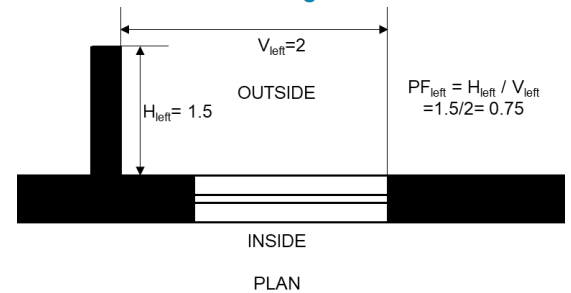 V_left=2
OUTSIDE
PF_left = H_left / V_left
=1.5/2= 0.75
H_left= 1.5
INSIDE
PLAN